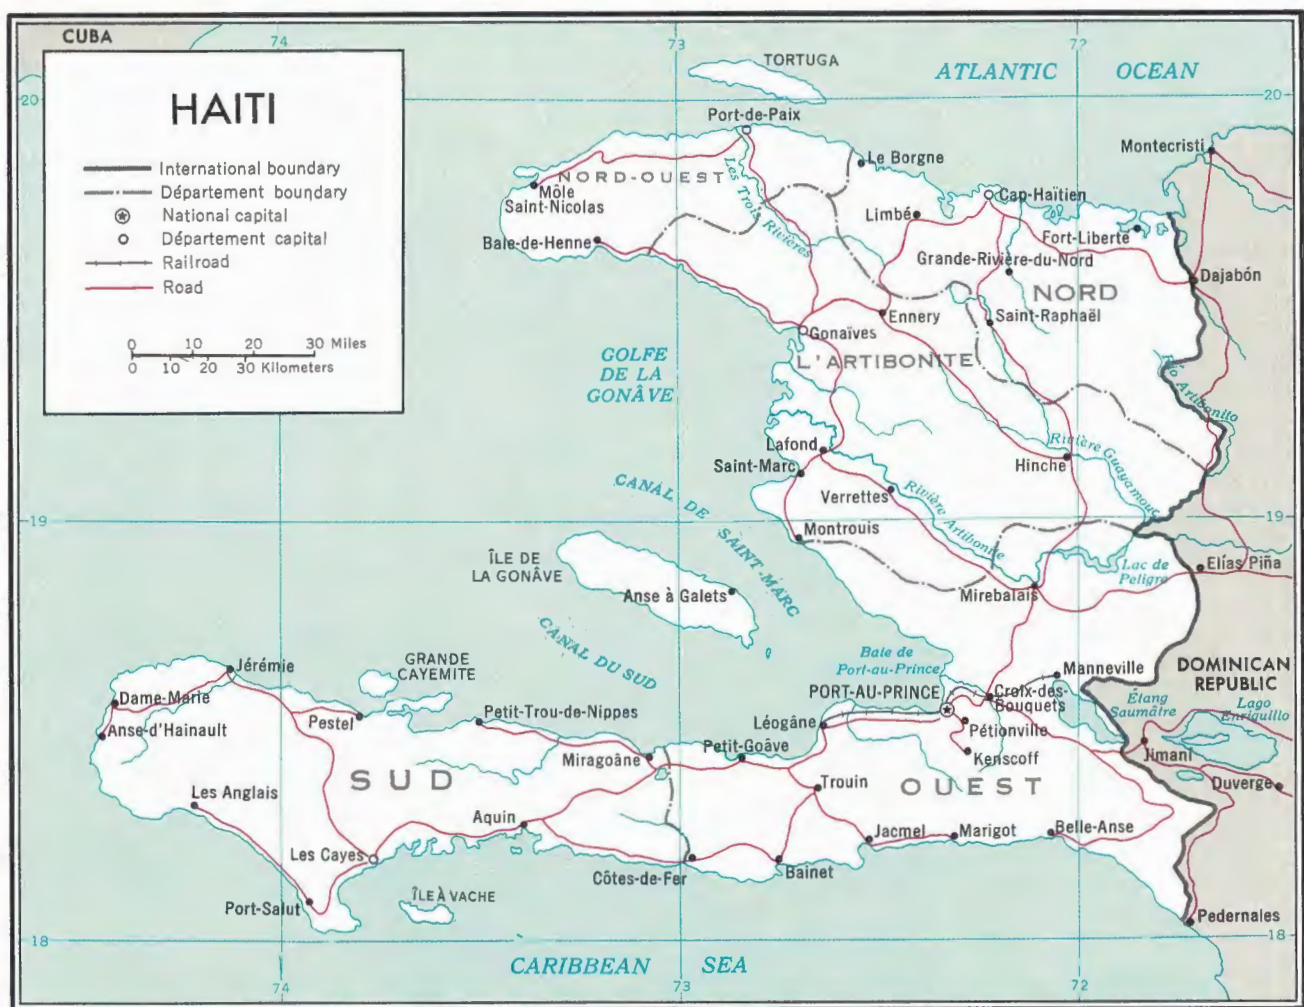 CUBA
74
73
72
TORTUGA
ATLANTIC OCEAN
20
20
HAITI
International boundary
Département boundary
National capital
Département capital
Railroad
Road
0 10 20 30 Miles
0 10 20 30 Kilometers
Port-de-Paix
Le Borgne
Montecristi
NORD-OUEST
Môle
Saint-Nicolas
Les Trois Rivières
Cap-Haïtien
Limbé
Fort-Liberte
Baie-de-Henne
Grande-Rivière-du-Nord
Dajabón
NORD
Ennery
Saint-Raphaël
Gonaïves
L'ARTIBONITE
GOLFE
DE LA
GONÂVE
Río Artibonito
Lafond
Saint-Marc
Hinche
Rivière Guayamouc
Verrettes
Rivière Artibonite
CANAL DE SAINT-MARC
19
19
Montrouis
ÎLE DE
LA GONÂVE
Anse à Galets
Lac de
Peligre
Elías Piña
Mirebalais
CANAL DU SUD
Baie de
Port-au-Prince
Jérémie
GRANDE
CAYEMITE
Manneville
DOMINICAN
REPUBLIC
PORT-AU-PRINCE
Croix-des-
Bouquets
Dame-Marie
Pestel
Petit-Trou-de-Nippes
Léogâne
Étang
Saumâtre
Lago
Enriquillo
Anse-d'Hainault
Pétionville
Miragoâne
Petit-Goâve
Kenscoff
Jimaní
SUD
OUEST
Trouin
Duverge
Les Anglais
Aquin
Jacmel
Marigot
Belle-Anse
Les Cayes
Côtes-de-Fer
Bainet
Port-Salut
ÎLE À VACHE
Pedernales
18
18
CARIBBEAN SEA
74
73
72